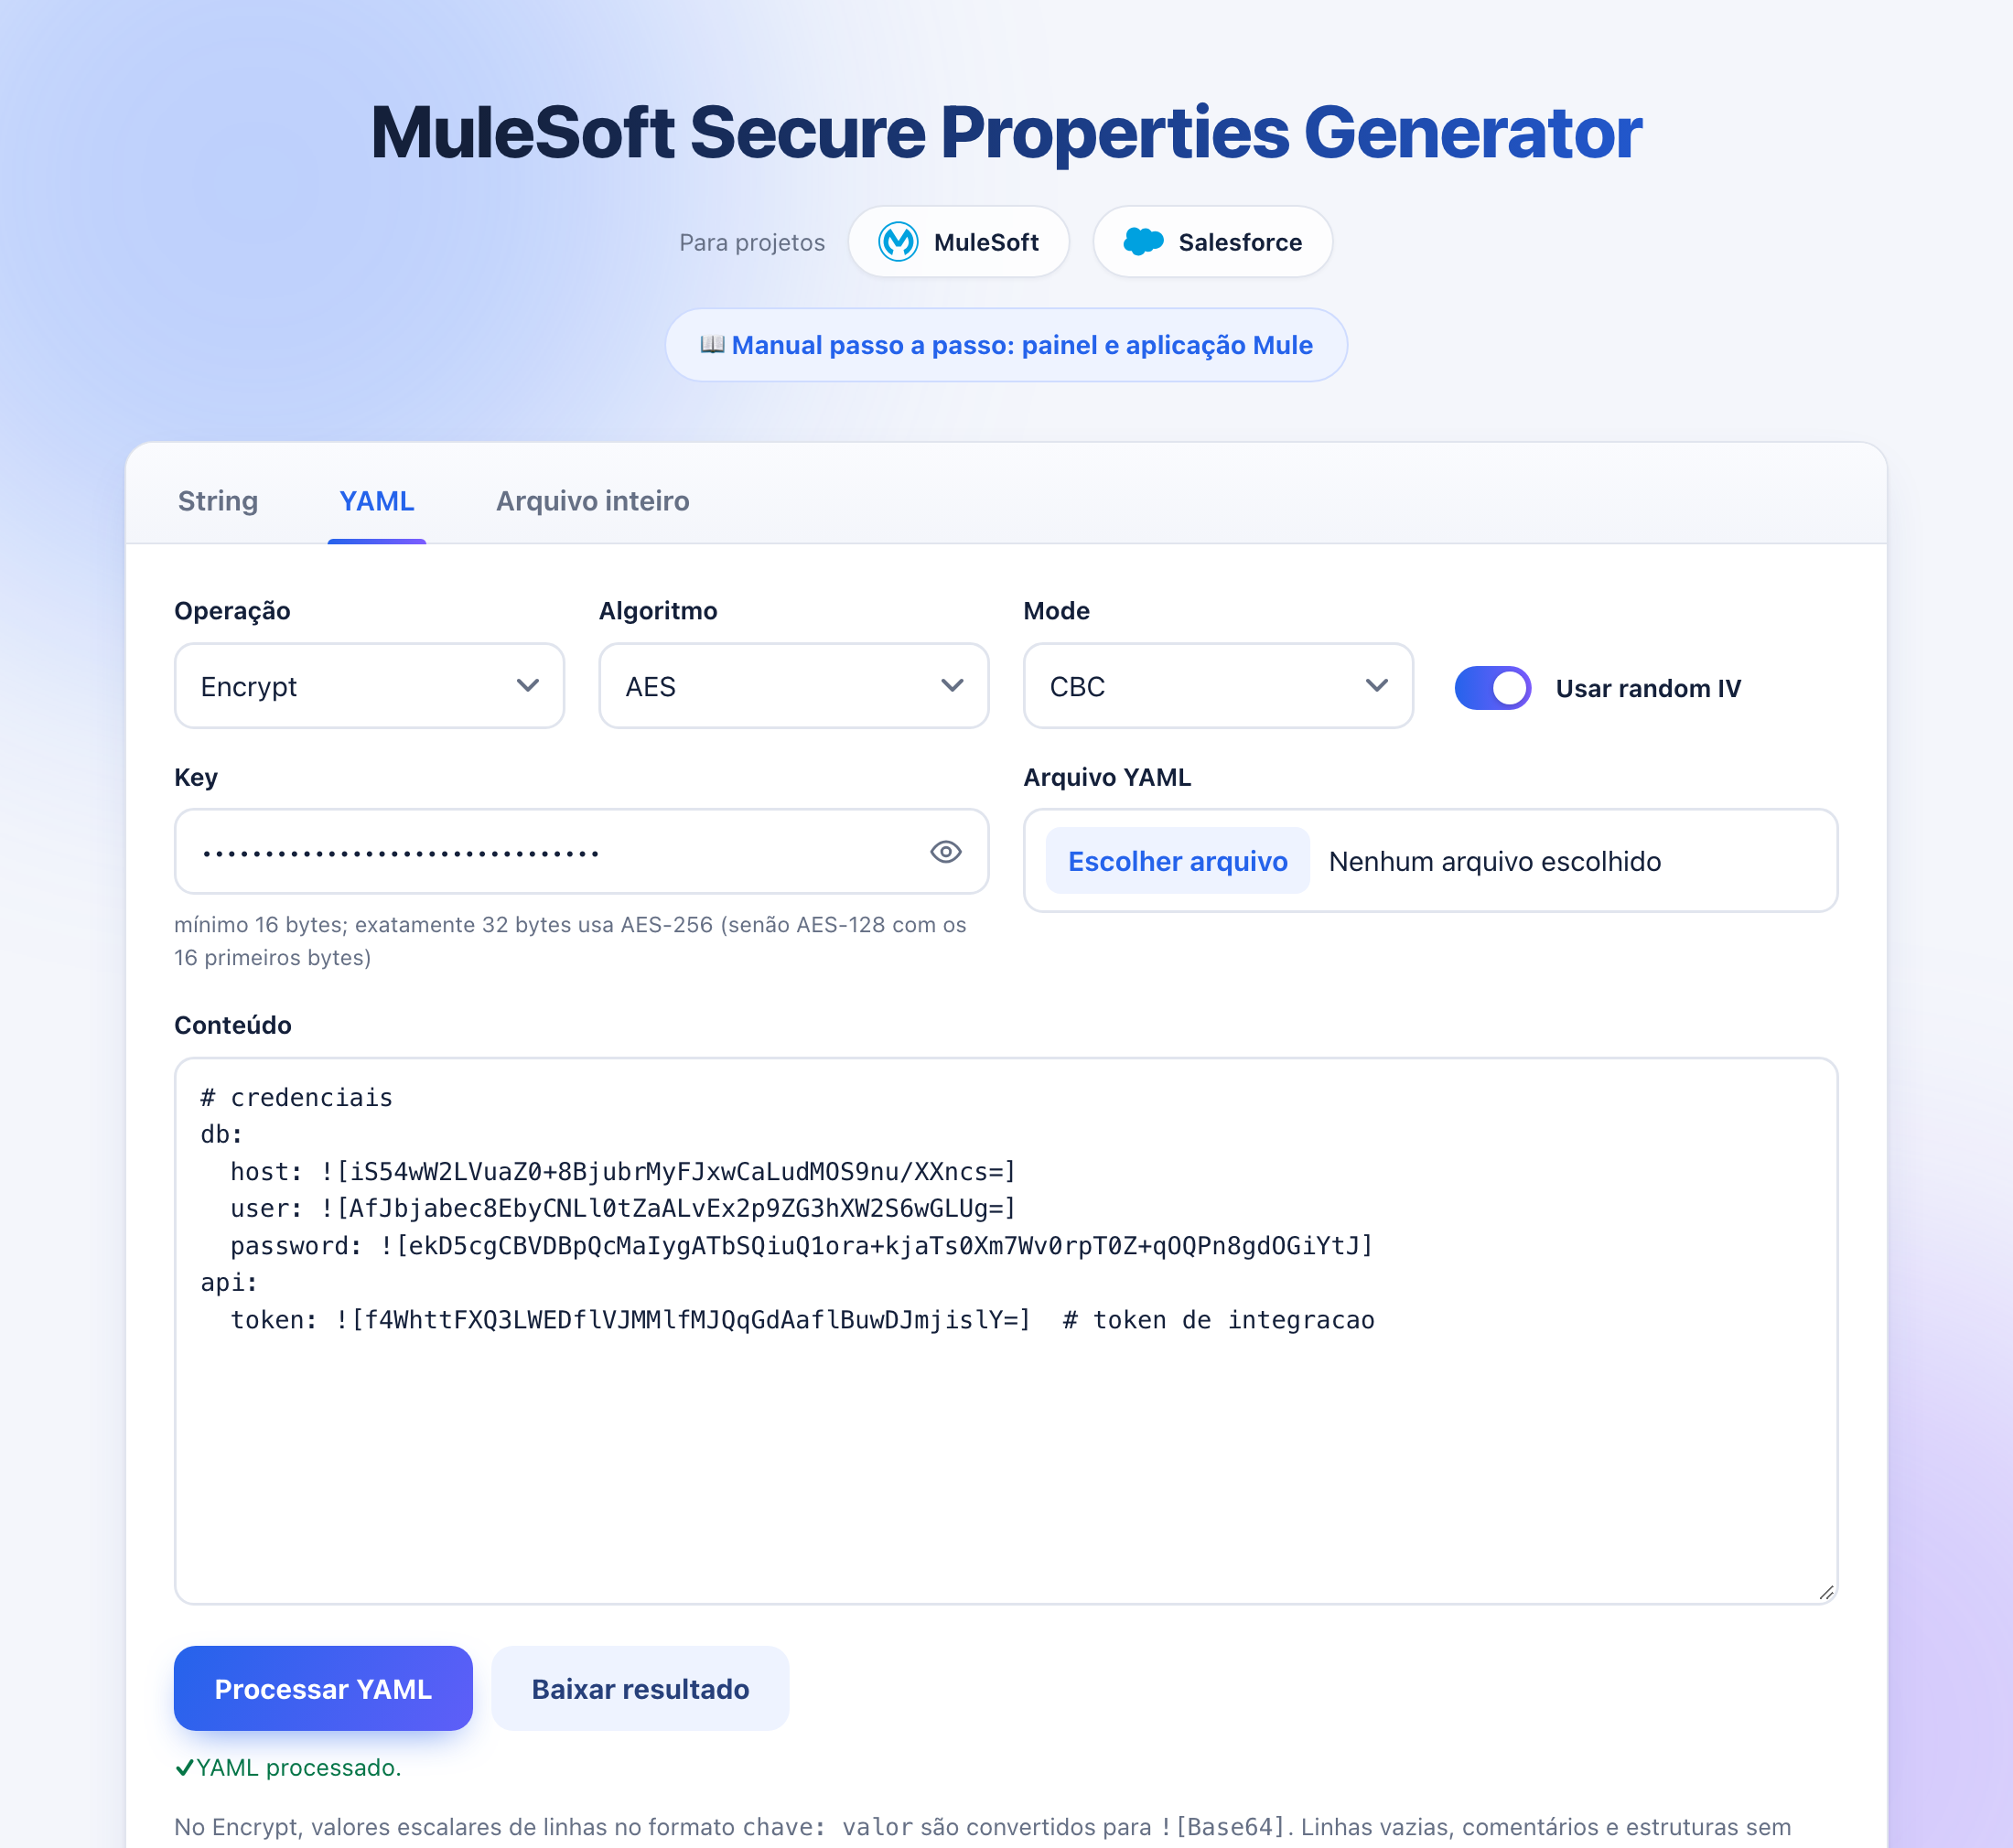 MuleSoft Secure Properties Generator
Para projetos MuleSoft Salesforce
Manual passo a passo: painel e aplicação Mule
String YAML Arquivo inteiro
Operação Algoritmo Mode
Encrypt AES CBC Usar random IV
Key Arquivo YAML
Escolher arquivo Nenhum arquivo escolhido
mínimo 16 bytes; exatamente 32 bytes usa AES-256 (senão AES-128 com os
16 primeiros bytes)
Conteúdo
# credenciais
db:
  host: ![iS54wW2LVuaZ0+8BjubrMyFJxwCaLudMOS9nu/XXncs=]
  user: ![AfJbjabec8EbyCNLl0tZaALvEx2p9ZG3hXW2S6wGLUg=]
  password: ![ekD5cgCBVDBpQcMaIygATbSQiuQ1ora+kjaTs0Xm7Wv0rpT0Z+qOQPn8gdOGiYtJ]
api:
  token: ![f4WhttFXQ3LWEDflVJMMlfMJQqGdAaflBuwDJmjislY=]  # token de integracao
Processar YAML Baixar resultado
✔YAML processado.
No Encrypt, valores escalares de linhas no formato chave: valor são convertidos para ![Base64]. Linhas vazias, comentários e estruturas sem